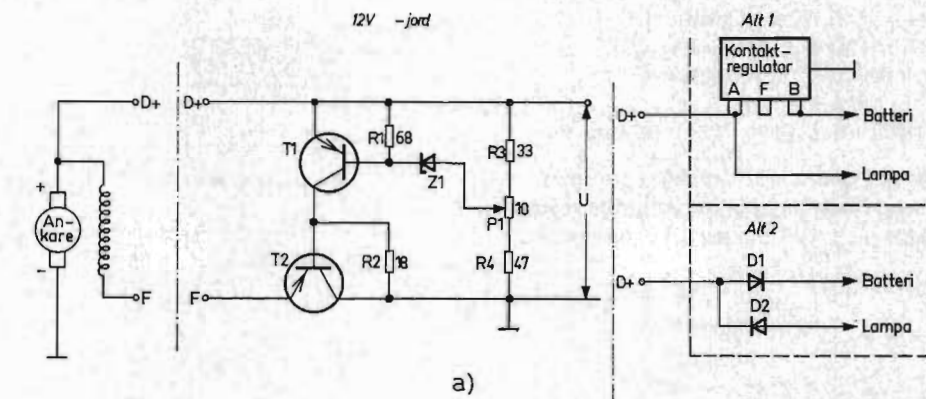 12V -jord
Alt 1
Kontakt-
regulator
A F B
Batteri
Lampa
D+
D+
D+
R1
68
T1
Z1
R3
33
P1
10
U
An-
kare
+
-
T2
R2
18
R4
47
F
F
Alt 2
D+
D1
Batteri
D2
Lampa
a)